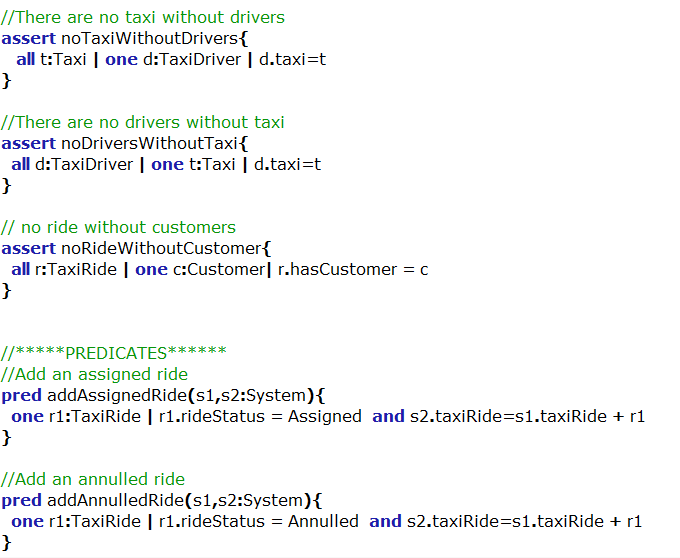 //There are no taxi without drivers
assert noTaxiWithoutDrivers{
all t:Taxi | one d:TaxiDriver | d.taxi=t
}
//There are no drivers without taxi
assert noDriversWithoutTaxi{
all d:TaxiDriver | one t:Taxi | d.taxi=t
}
// no ride without customers
assert noRideWithoutCustomer{
all r:TaxiRide | one c:Customer| r.hasCustomer = c
}
//*****PREDICATES******
//Add an assigned ride
pred addAssignedRide(s1,s2:System){
one r1:TaxiRide | r1.rideStatus = Assigned  and s2.taxiRide=s1.taxiRide + r1
}
//Add an annulled ride
pred addAnnulledRide(s1,s2:System){
one r1:TaxiRide | r1.rideStatus = Annulled  and s2.taxiRide=s1.taxiRide + r1
}